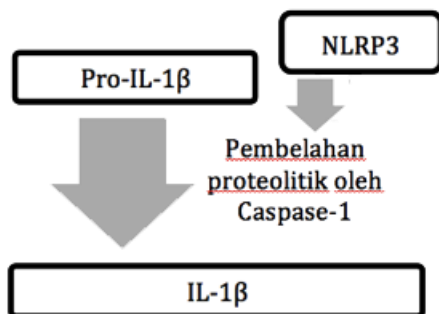 NLRP3
Pro-IL-1β
Pembelahan
proteolitik oleh
Caspase-1
IL-1β